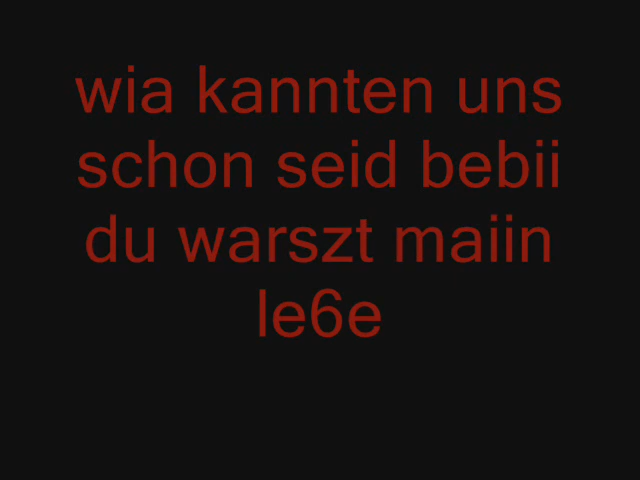 wia kannten uns
schon seid bebii
du warszt maiin
le6e